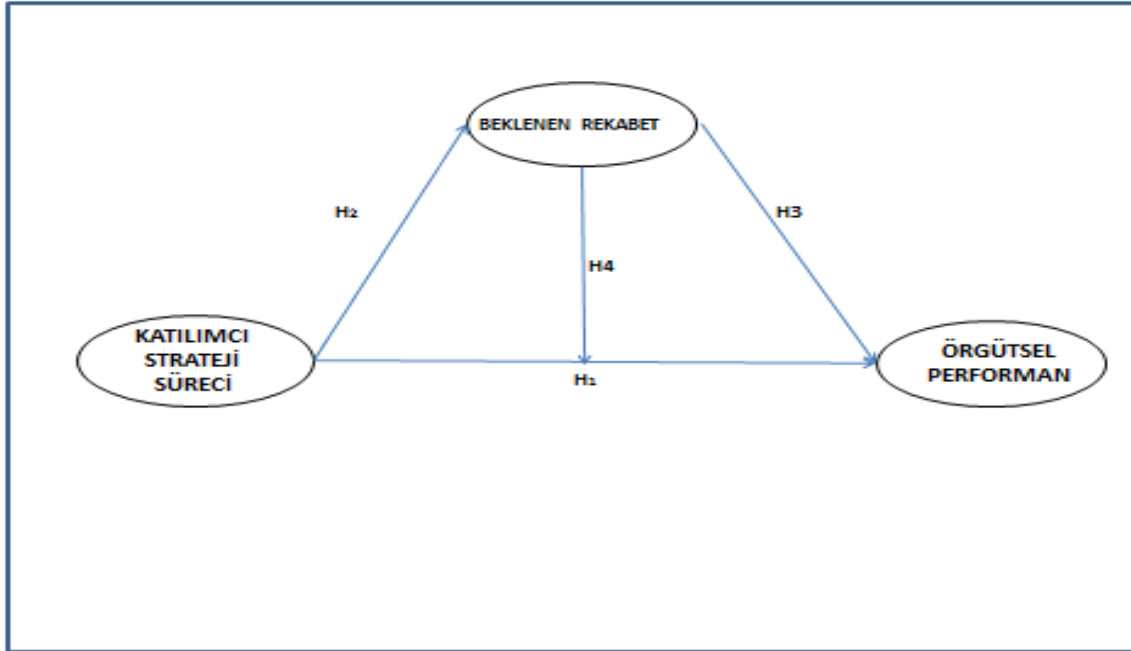 BEKLENEN REKABET
H₂
H3
H4
KATILIMCI
STRATEJİ
SÜRECİ
ÖRGÜTSEL
PERFORMAN
H₁